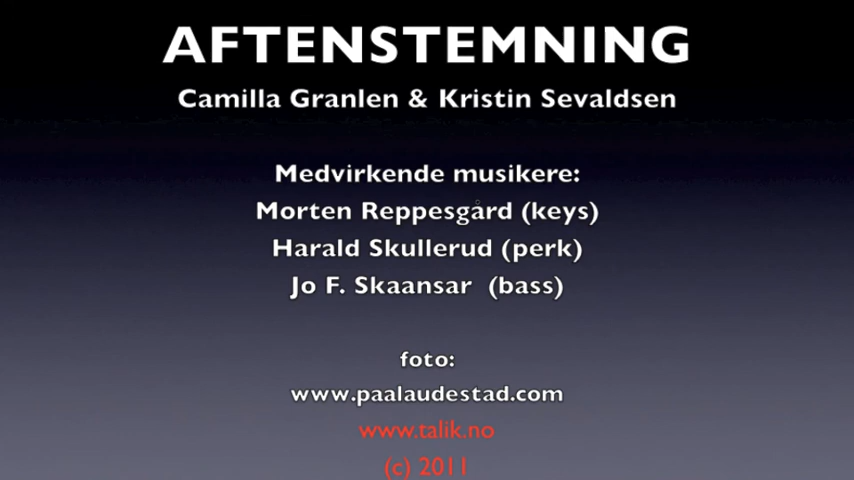 AFTENSTEMNING
Camilla Granlen & Kristin Sevaldsen
Medvirkende musikere:
Morten Reppesgård (keys)
Harald Skullerud (perk)
Jo F. Skaansar (bass)
foto:
www.paalaudestad.com
www.talik.no
(c) 2011